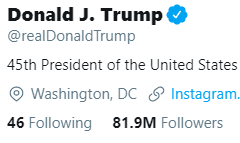 Donald J. Trump
@realDonaldTrump
45th President of the United States
Washington, DC Instagram.
46 Following 81.9M Followers